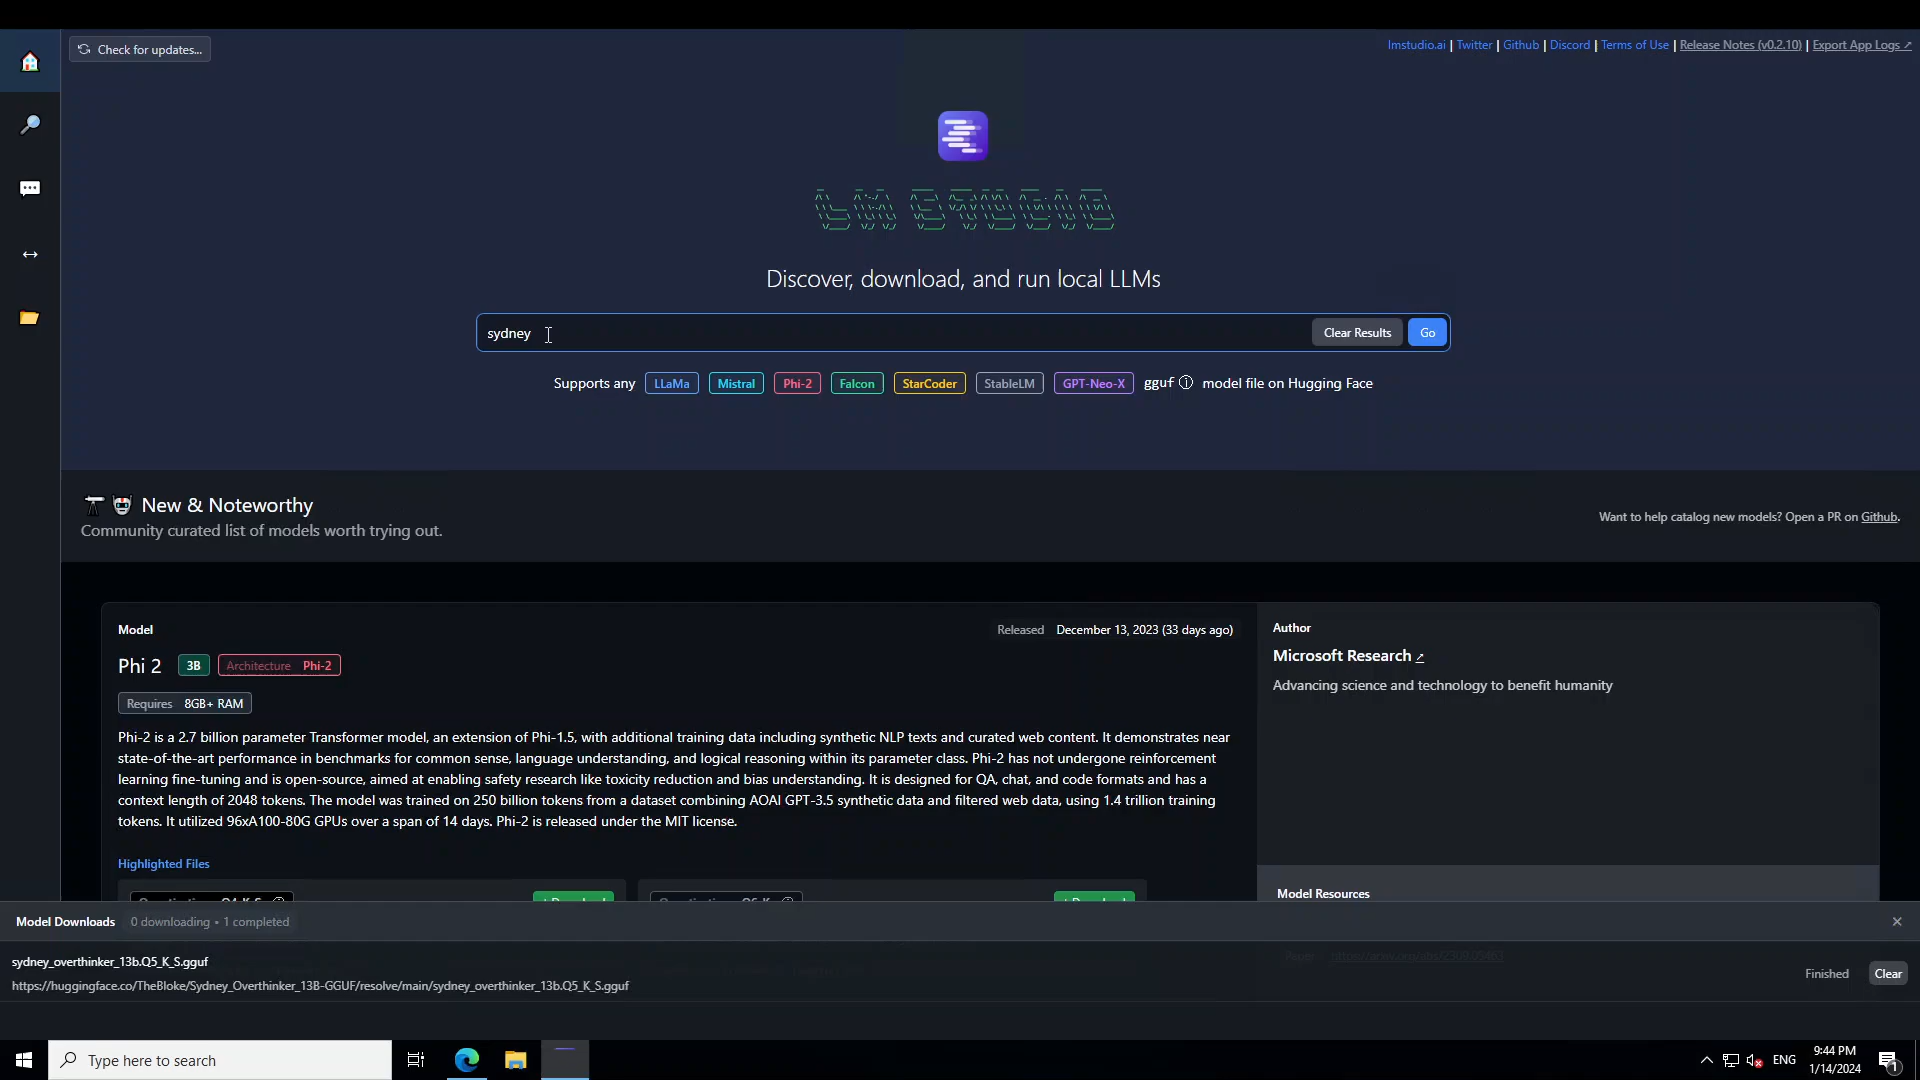 Check for updates...
lmstudio.ai | Twitter | Github | Discord | Terms of Use | Release Notes (v0.2.10) | Export App Logs ↗
LM STUDIO
Discover, download, and run local LLMs
sydney
Clear Results
Go
Supports any LLaMa Mistral Phi-2 Falcon StarCoder StableLM GPT-Neo-X gguf ⓘ model file on Hugging Face
New & Noteworthy
Community curated list of models worth trying out.
Want to help catalog new models? Open a PR on Github.
Model
Released December 13, 2023 (33 days ago)
Phi 2 3B Architecture Phi-2
Requires 8GB+ RAM
Phi-2 is a 2.7 billion parameter Transformer model, an extension of Phi-1.5, with additional training data including synthetic NLP texts and curated web content. It demonstrates near
state-of-the-art performance in benchmarks for common sense, language understanding, and logical reasoning within its parameter class. Phi-2 has not undergone reinforcement
learning fine-tuning and is open-source, aimed at enabling safety research like toxicity reduction and bias understanding. It is designed for QA, chat, and code formats and has a
context length of 2048 tokens. The model was trained on 250 billion tokens from a dataset combining AOAI GPT-3.5 synthetic data and filtered web data, using 1.4 trillion training
tokens. It utilized 96xA100-80G GPUs over a span of 14 days. Phi-2 is released under the MIT license.
Highlighted Files
Author
Microsoft Research ↗
Advancing science and technology to benefit humanity
Model Resources
Model Downloads 0 downloading • 1 completed
sydney_overthinker_13b.Q5_K_S.gguf
https://huggingface.co/TheBloke/Sydney_Overthinker_13B-GGUF/resolve/main/sydney_overthinker_13b.Q5_K_S.gguf
Finished
Clear
Type here to search
ENG
9:44 PM
1/14/2024
1